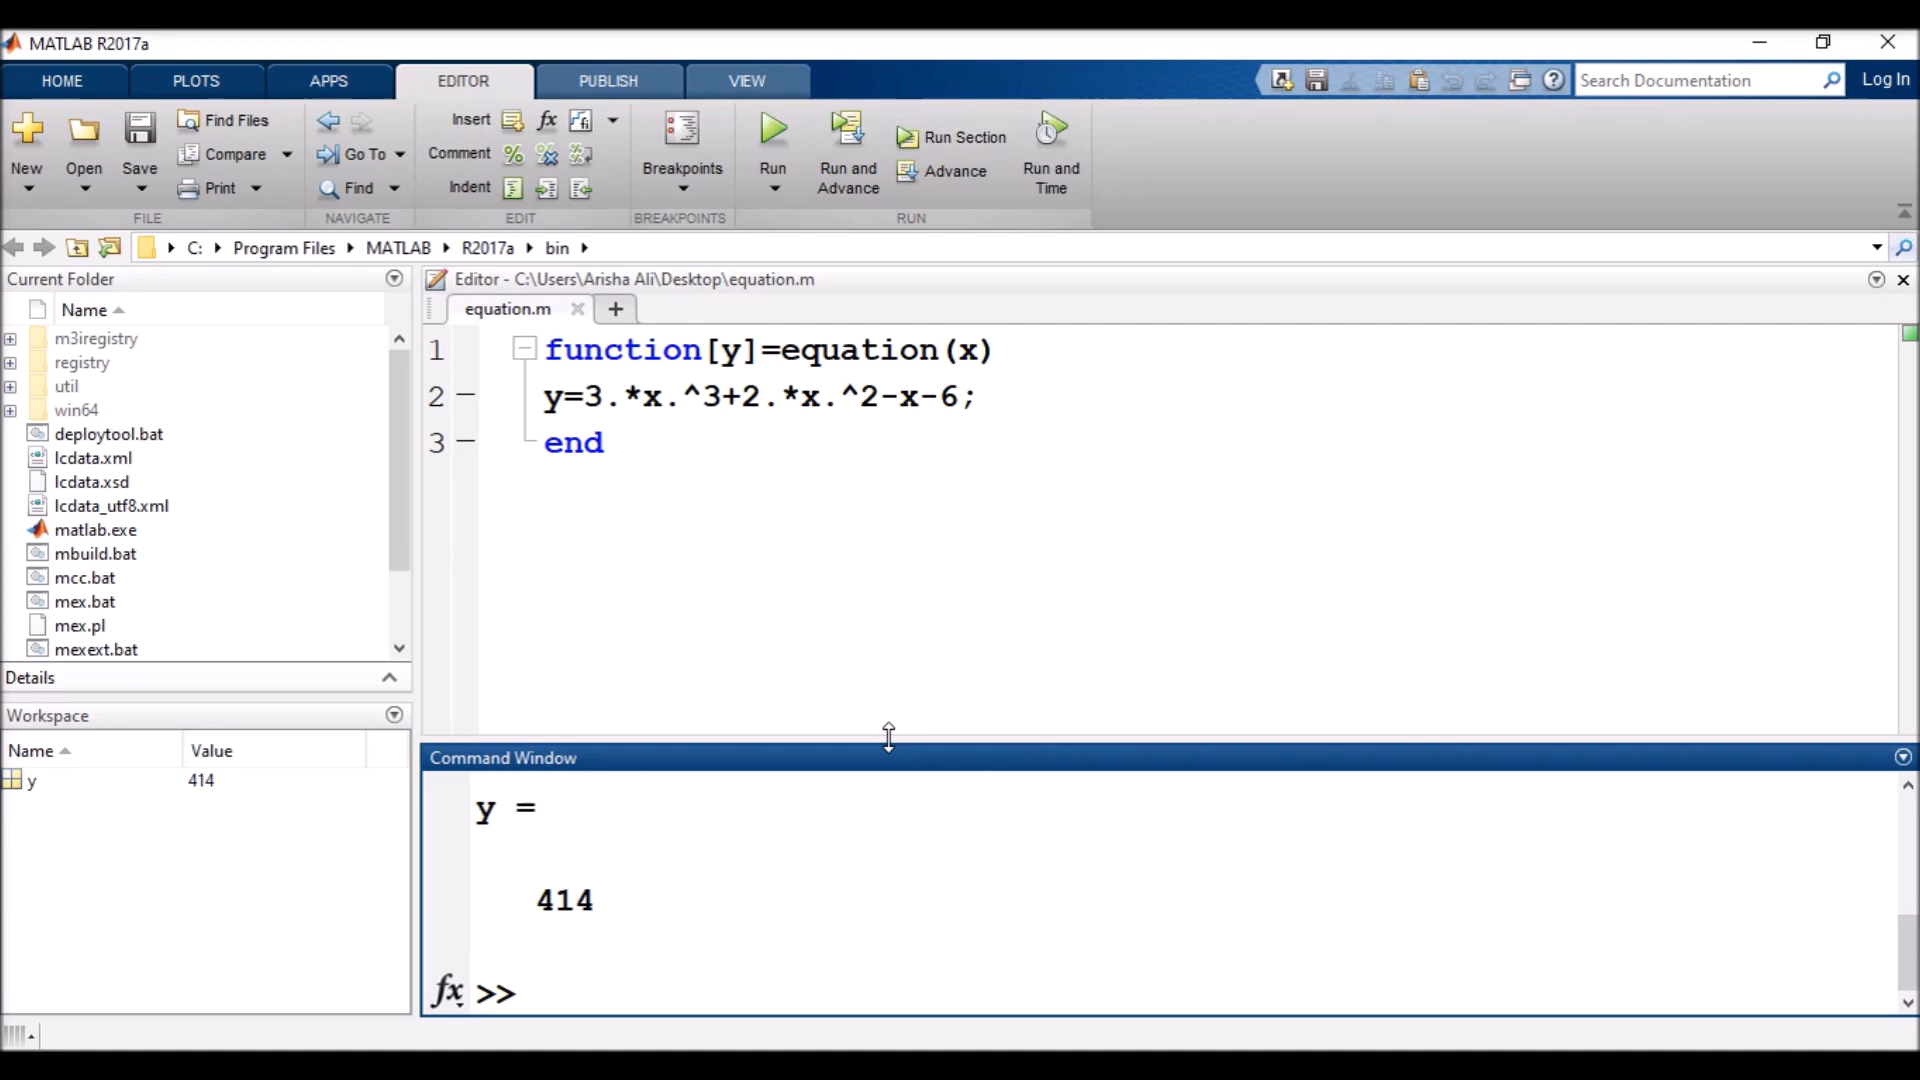 MATLAB R2017a
HOME PLOTS APPS EDITOR PUBLISH VIEW Search Documentation Log In
New Open Save Find Files Compare Print Go To Find Insert fx fi Comment Indent Breakpoints Run Run and Advance Run Section Advance Run and Time
FILE NAVIGATE EDIT BREAKPOINTS RUN
C: Program Files MATLAB R2017a bin
Current Folder
Name
m3iregistry
registry
util
win64
deploytool.bat
lcdata.xml
lcdata.xsd
lcdata_utf8.xml
matlab.exe
mbuild.bat
mcc.bat
mex.bat
mex.pl
mexext.bat
Details
Workspace
Name Value
y 414
Editor - C:\Users\Arisha Ali\Desktop\equation.m
equation.m
1 function[y]=equation(x)
2 y=3.*x.^3+2.*x.^2-x-6;
3 end
Command Window
y =
414
fx >>